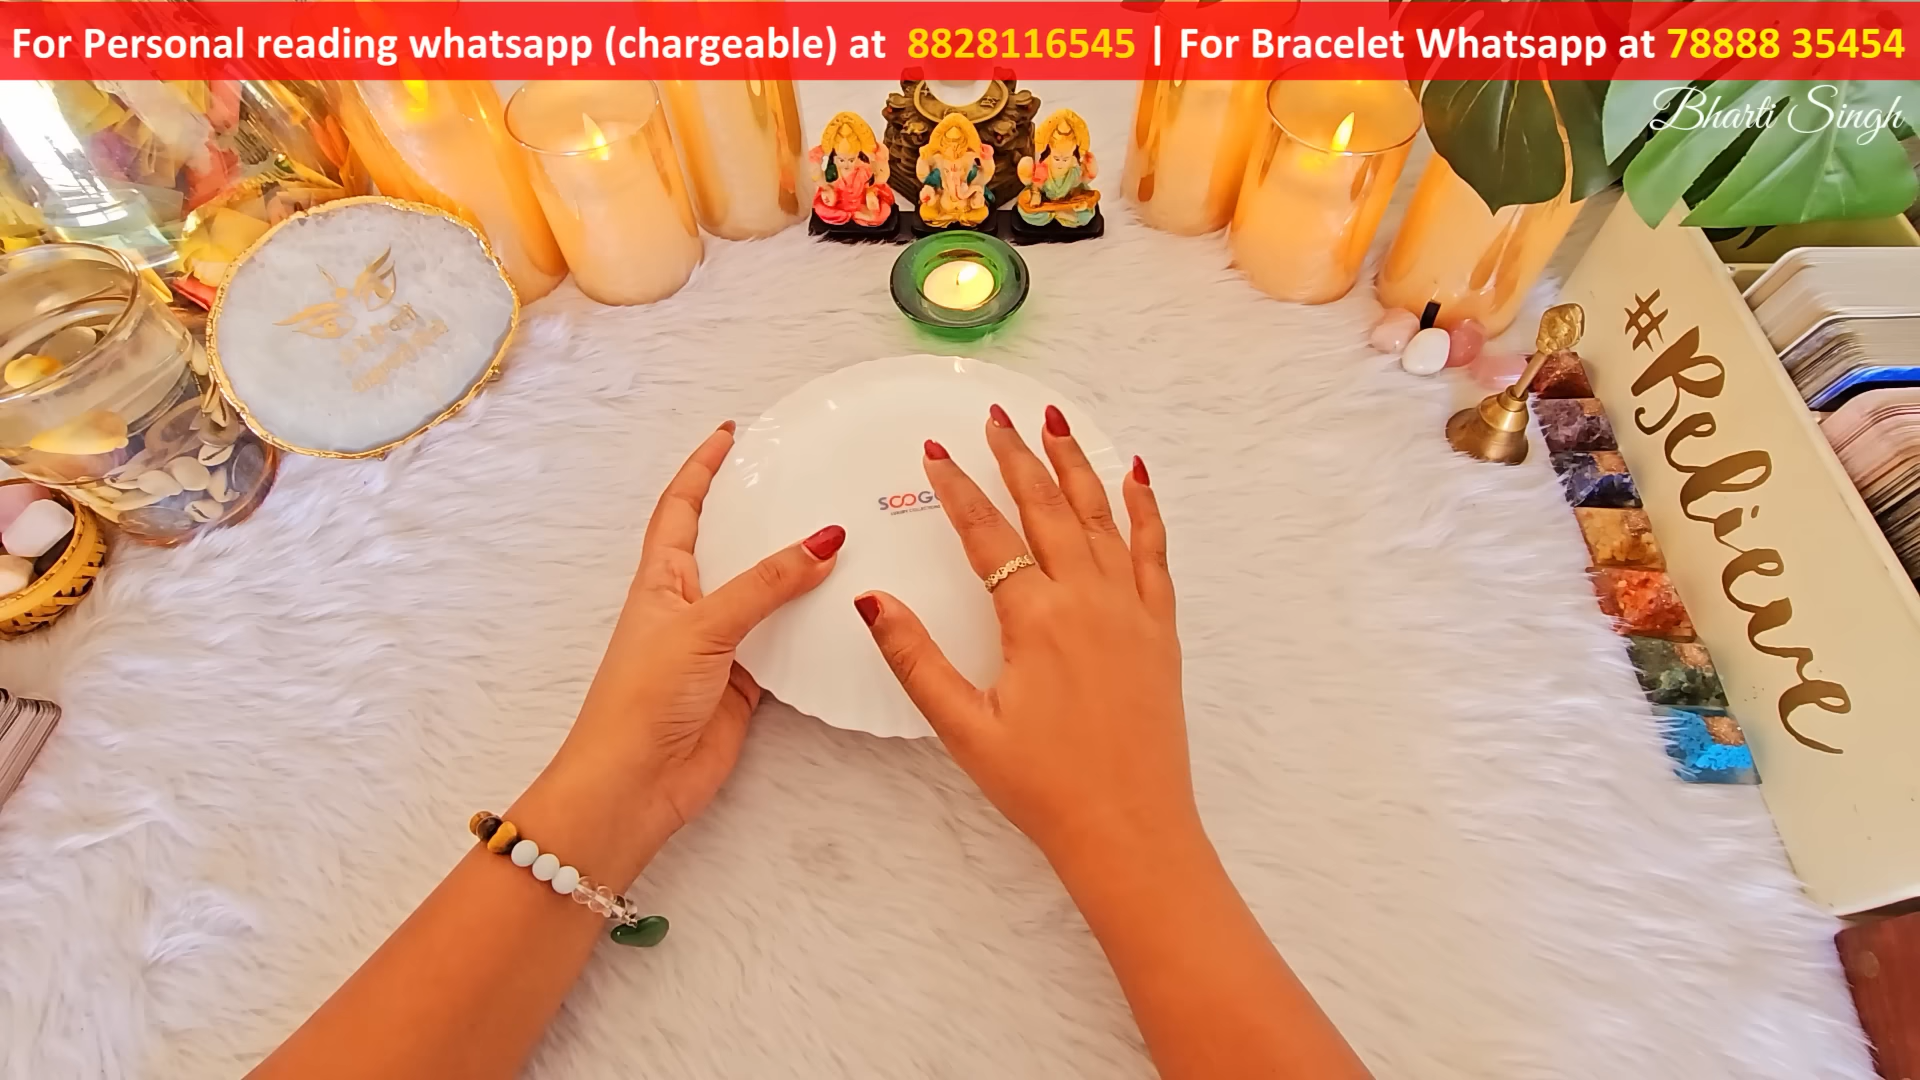 For Personal reading whatsapp (chargeable) at 8828116545 | For Bracelet Whatsapp at 78888 35454
Bharti Singh
#Believe